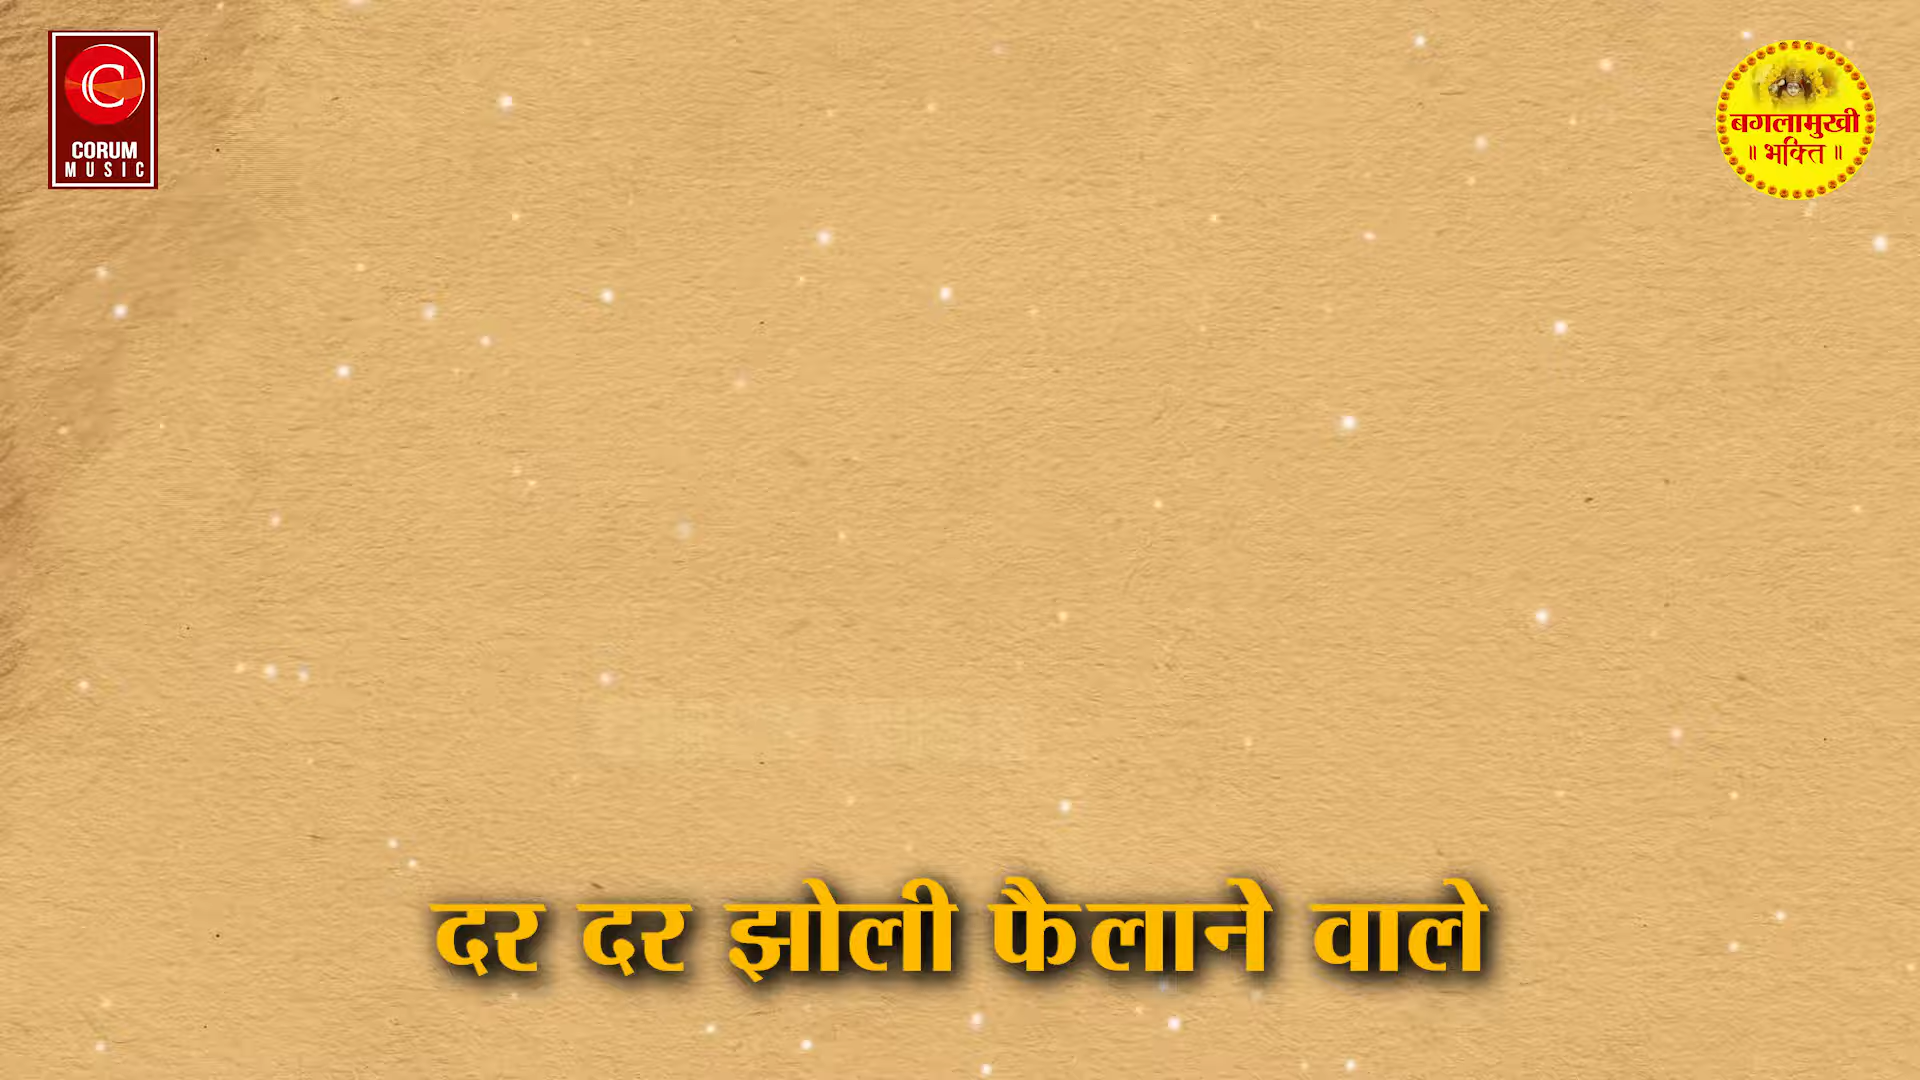 C
CORUM
MUSIC
बगलामुखी
॥ भक्ति ॥
दर दर झोली फैलाने वाले